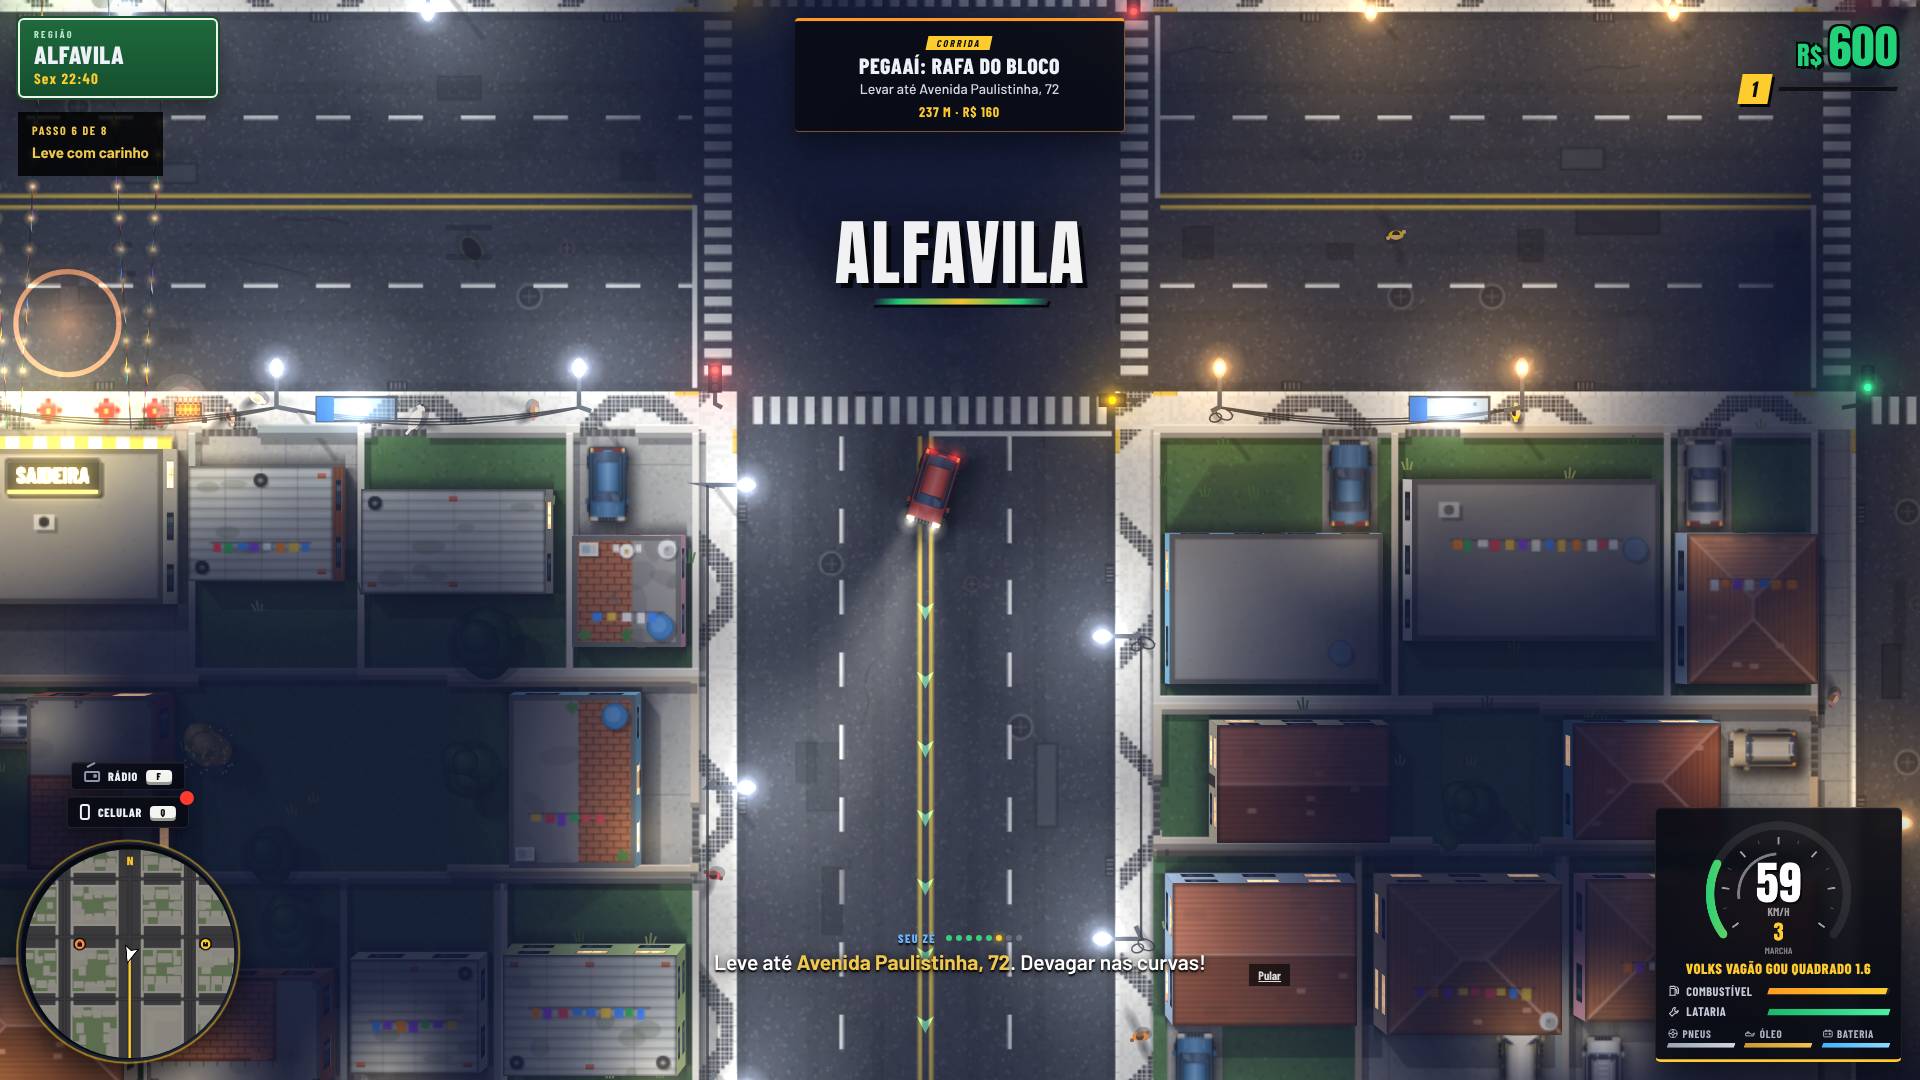 REGIÃO
ALFAVILA
Sex 22:40
PASSO 6 DE 8
Leve com carinho
CORRIDA
PEGAAÍ: RAFA DO BLOCO
Levar até Avenida Paulistinha, 72
237 M · R$ 160
R$ 600
1
ALFAVILA
SAIDEIRA
RÁDIO F
CELULAR Q
N
SEU ZÉ
Leve até Avenida Paulistinha, 72. Devagar nas curvas!
Pular
59
KM/H
3
MARCHA
VOLKS VAGÃO GOU QUADRADO 1.6
COMBUSTÍVEL
LATARIA
PNEUS
ÓLEO
BATERIA